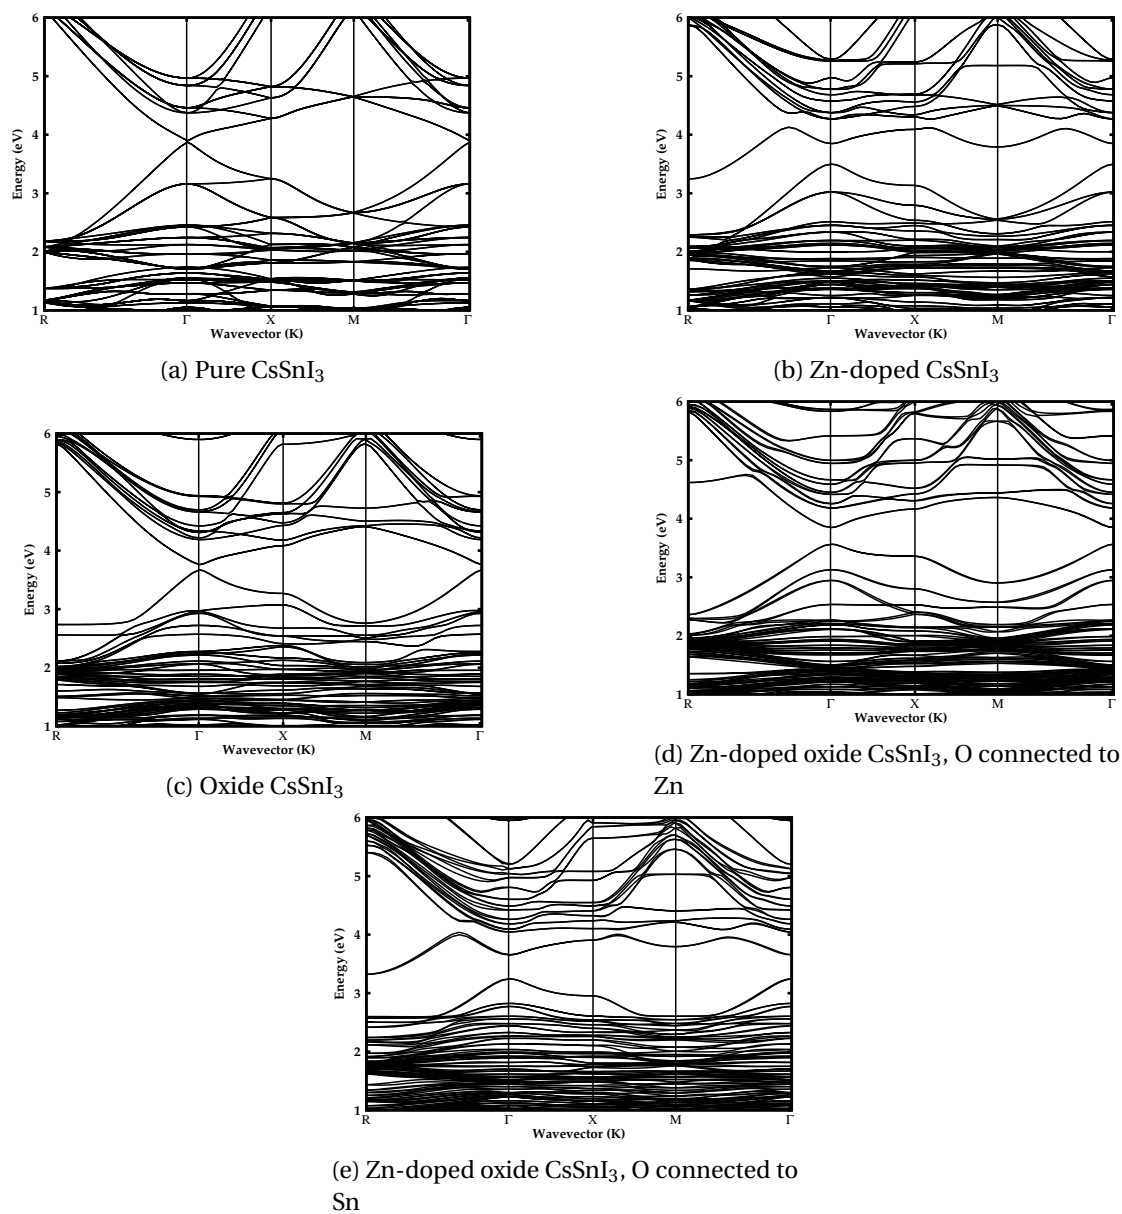 6
5
4
3
2
1
Energy (eV)
R Γ X M Γ
Wavevector (K)
(a) Pure CsSnI₃
6
5
4
3
2
1
Energy (eV)
R Γ X M Γ
Wavevector (K)
(b) Zn-doped CsSnI₃
6
5
4
3
2
1
Energy (eV)
R Γ X M Γ
Wavevector (K)
(c) Oxide CsSnI₃
6
5
4
3
2
1
Energy (eV)
R Γ X M Γ
Wavevector (K)
(d) Zn-doped oxide CsSnI₃, O connected to
Zn
6
5
4
3
2
1
Energy (eV)
R Γ X M Γ
Wavevector (K)
(e) Zn-doped oxide CsSnI₃, O connected to
Sn